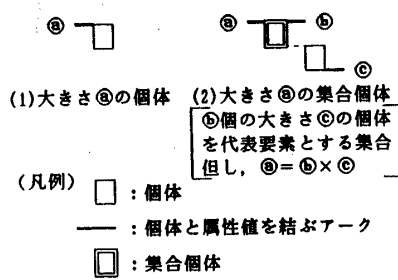 ⓐ
ⓐ ⓑ
ⓒ
(1)大きさⓐの個体 (2)大きさⓐの集合個体
ⓑ個の大きさⓒの個体
を代表要素とする集合
但し，ⓐ＝ⓑ×ⓒ
(凡例) ：個体
：個体と属性値を結ぶアーク
：集合個体